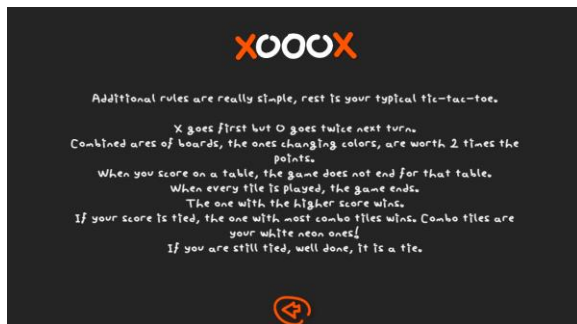 XOOOX
Additional rules are really simple, rest is your typical tic-tac-toe.
X goes first but O goes twice next turn.
Combined ares of boards, the ones changing colors, are worth 2 times the
points.
When you score on a table, the game does not end for that table.
When every tile is played, the game ends.
The one with the higher score wins.
If your score is tied, the one with most combo tiles wins. Combo tiles are
your white neon ones!
If you are still tied, well done, it is a tie.